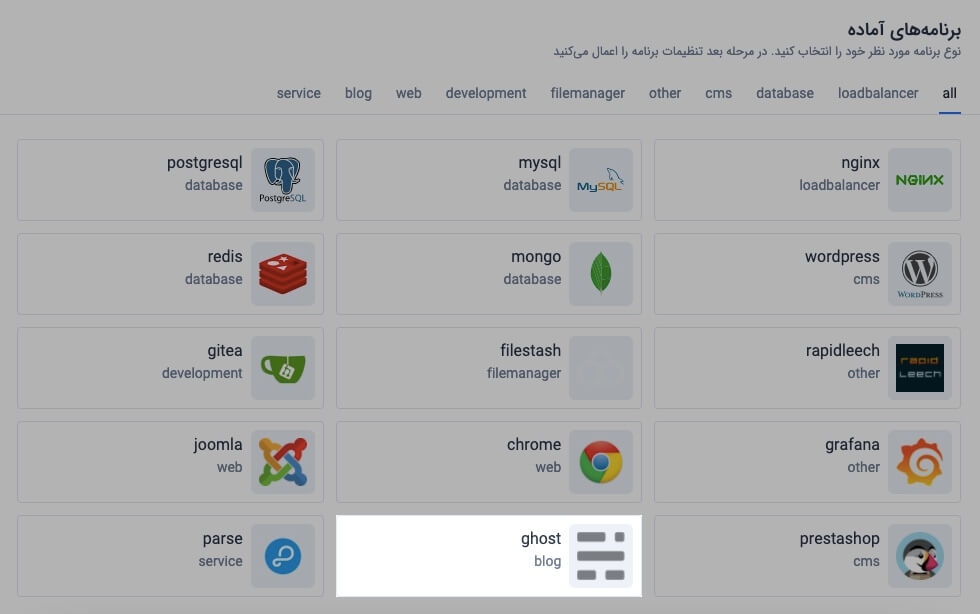 برنامه‌های آماده
نوع برنامه مورد نظر خود را انتخاب کنید. در مرحله بعد تنظیمات برنامه را اعمال می‌کنید
all loadbalancer database cms other filemanager development web blog service
nginx
loadbalancer
NGINX
mysql
database
MySQL
postgresql
database
PostgreSQL
wordpress
cms
WORDPRESS
mongo
database
redis
database
rapidleech
other
RAPID
LEECH
filestash
filemanager
gitea
development
grafana
other
chrome
web
joomla
web
prestashop
cms
ghost
blog
parse
service